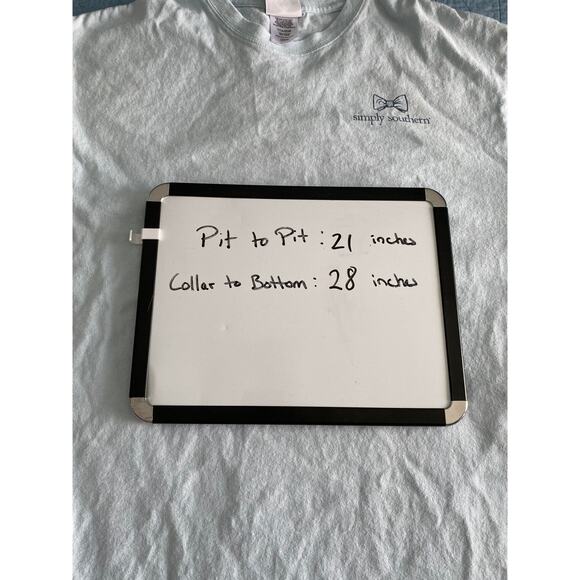 simply southern®
Pit to Pit : 21 inches
Collar to Bottom : 28 inches